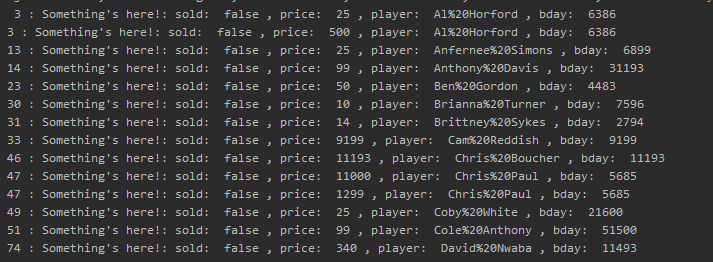 3 : Something's here!: sold:  false , price:  25 , player:  Al%20Horford , bday:  6386
3 : Something's here!: sold:  false , price:  500 , player:  Al%20Horford , bday:  6386
13 : Something's here!: sold:  false , price:  25 , player:  Anfernee%20Simons , bday:  6899
14 : Something's here!: sold:  false , price:  99 , player:  Anthony%20Davis , bday:  31193
23 : Something's here!: sold:  false , price:  50 , player:  Ben%20Gordon , bday:  4483
30 : Something's here!: sold:  false , price:  10 , player:  Brianna%20Turner , bday:  7596
31 : Something's here!: sold:  false , price:  14 , player:  Brittney%20Sykes , bday:  2794
33 : Something's here!: sold:  false , price:  9199 , player:  Cam%20Reddish , bday:  9199
46 : Something's here!: sold:  false , price:  11193 , player:  Chris%20Boucher , bday:  11193
47 : Something's here!: sold:  false , price:  11000 , player:  Chris%20Paul , bday:  5685
47 : Something's here!: sold:  false , price:  1299 , player:  Chris%20Paul , bday:  5685
49 : Something's here!: sold:  false , price:  25 , player:  Coby%20White , bday:  21600
51 : Something's here!: sold:  false , price:  99 , player:  Cole%20Anthony , bday:  51500
74 : Something's here!: sold:  false , price:  340 , player:  David%20Nwaba , bday:  11493